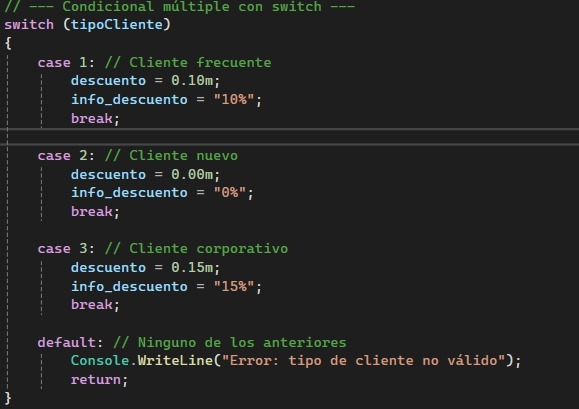 // --- Condicional múltiple con switch ---
switch (tipoCliente)
{
    case 1: // Cliente frecuente
        descuento = 0.10m;
        info_descuento = "10%";
        break;

    case 2: // Cliente nuevo
        descuento = 0.00m;
        info_descuento = "0%";
        break;

    case 3: // Cliente corporativo
        descuento = 0.15m;
        info_descuento = "15%";
        break;

    default: // Ninguno de los anteriores
        Console.WriteLine("Error: tipo de cliente no válido");
        return;
}